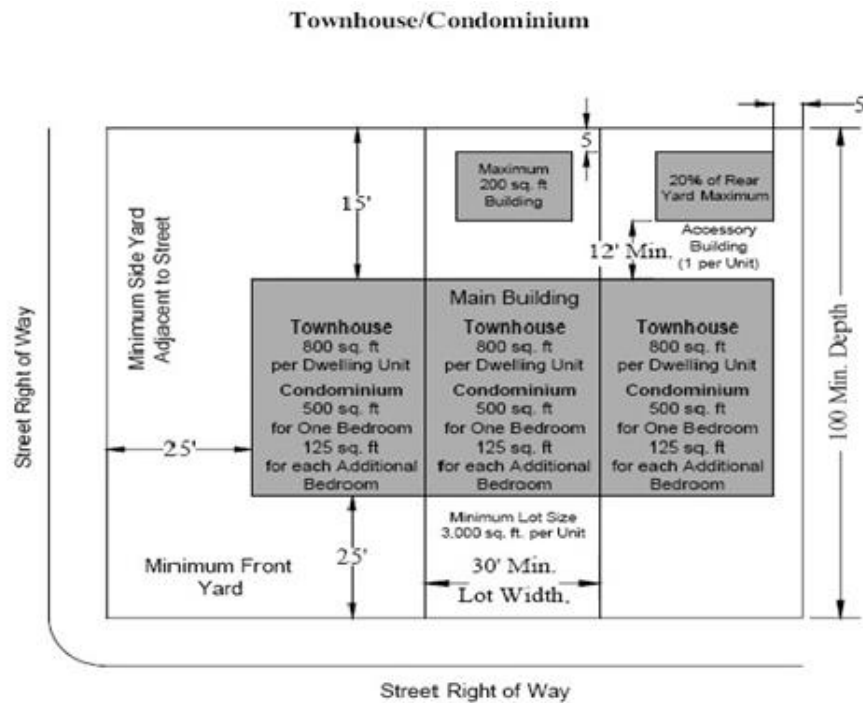 Townhouse/Condominium
5
5
Maximum
200 sq. ft
Building
20% of Rear
Yard Maximum
15'
Minimum Side Yard
Adjacent to Street
12' Min.
Accessory
Building
(1 per Unit)
Main Building
Townhouse
800 sq. ft
per Dwelling Unit
Condominium
500 sq. ft
for One Bedroom
125 sq. ft
for each Additional
Bedroom
Townhouse
800 sq. ft
per Dwelling Unit
Condominium
500 sq. ft
for One Bedroom
125 sq. ft
for each Additional
Bedroom
Townhouse
800 sq. ft
per Dwelling Unit
Condominium
500 sq. ft
for One Bedroom
125 sq. ft
for each Additional
Bedroom
100 Min. Depth
Street Right of Way
25'
25'
Minimum Lot Size
3,000 sq. ft. per Unit
Minimum Front
Yard
30' Min.
Lot Width.
Street Right of Way